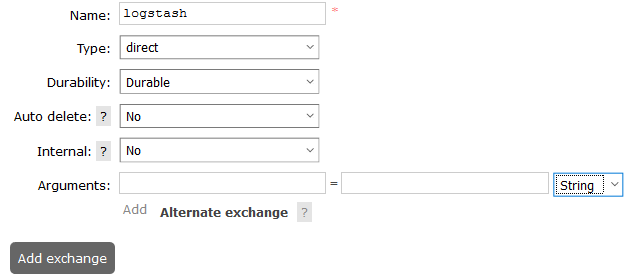 Name: logstash *
Type: direct
Durability: Durable
Auto delete: ? No
Internal: ? No
Arguments: = String
Add Alternate exchange ?
Add exchange